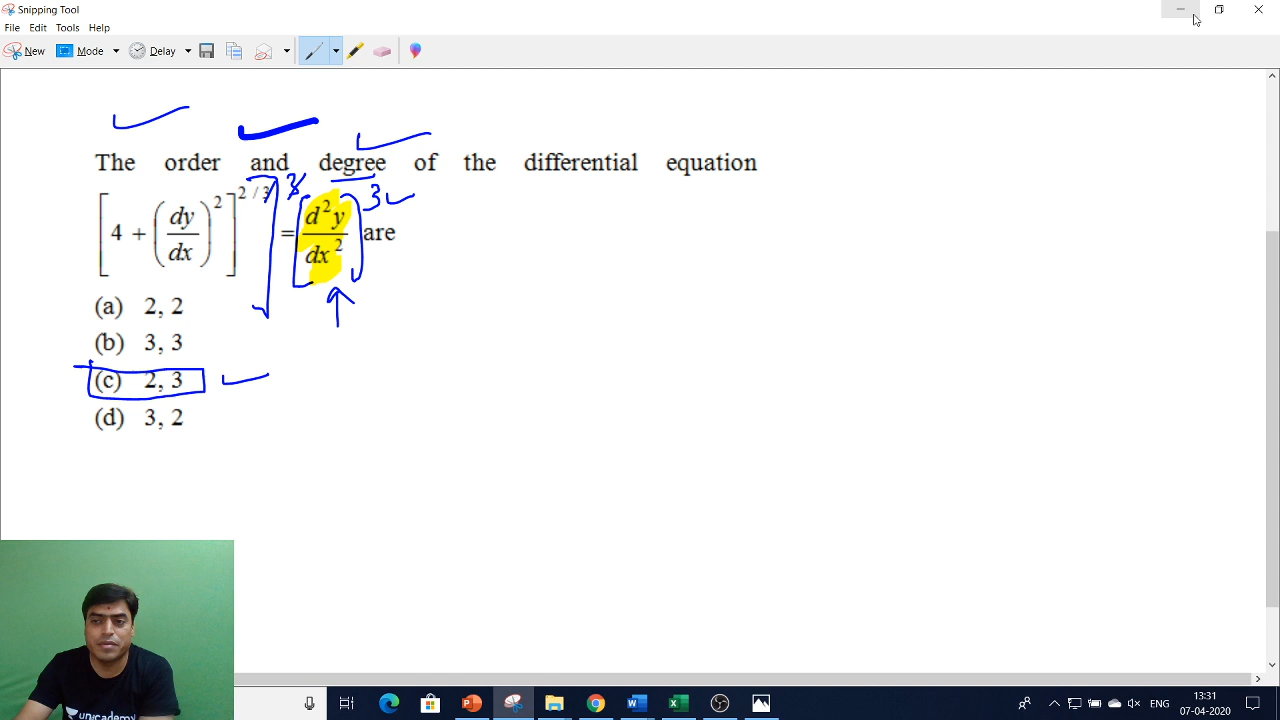 Snipping Tool
File Edit Tools Help
New Mode Delay
The order and degree of the differential equation
[4 + (dy/dx)^2]^{2/3} = d^2y/dx^2 are
3 3
(a) 2, 2
(b) 3, 3
(c) 2, 3
(d) 3, 2
unacademy
ENG
13:31
07-04-2020